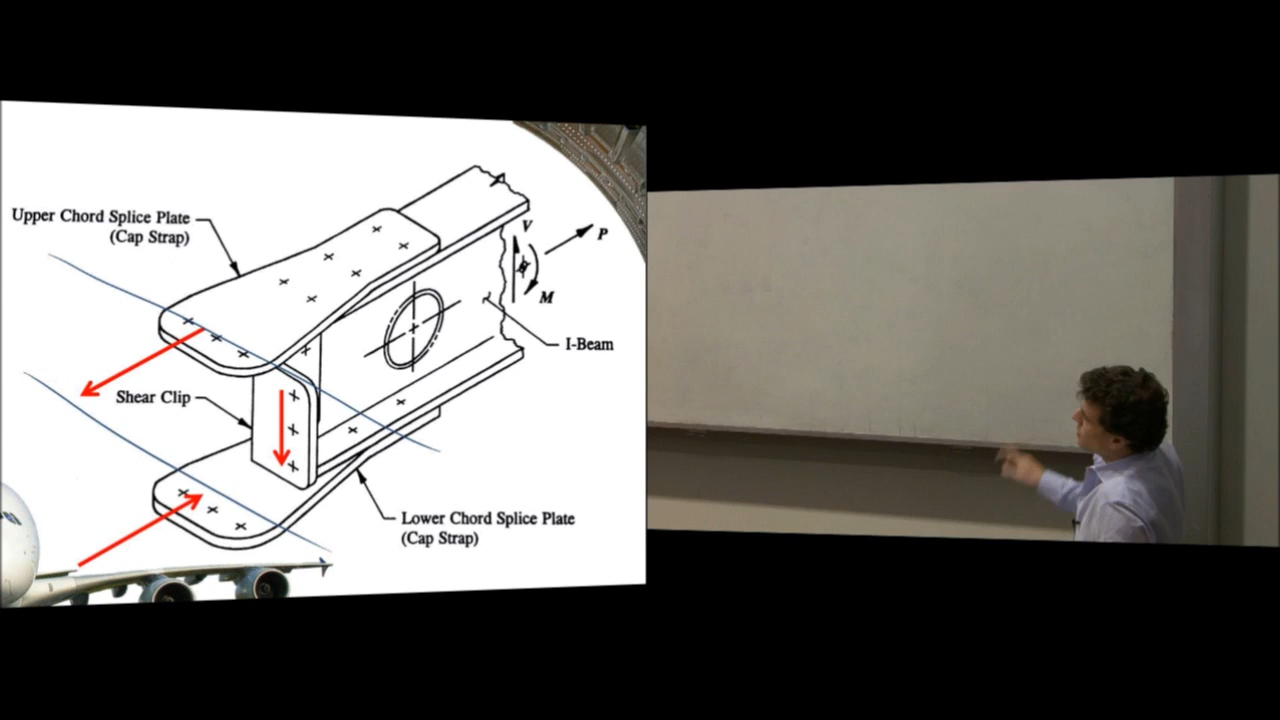 Upper Chord Splice Plate
(Cap Strap)
V
P
M
I-Beam
Shear Clip
Lower Chord Splice Plate
(Cap Strap)